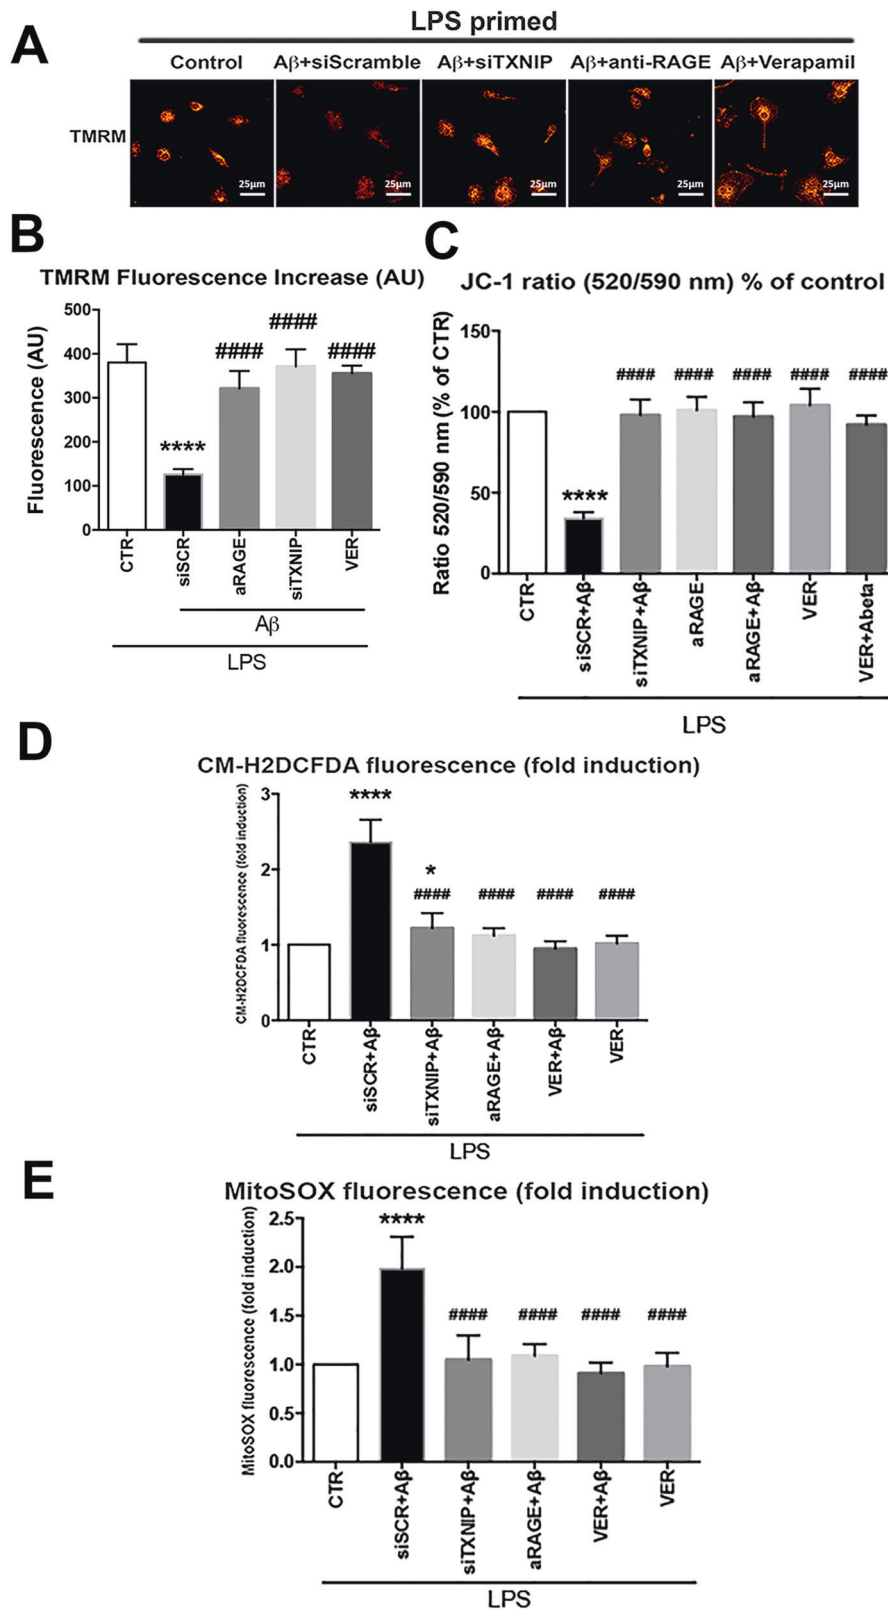 A
LPS primed
Control Aβ+siScramble Aβ+siTXNIP Aβ+anti-RAGE Aβ+Verapamil
TMRM
25μm 25μm 25μm 25μm 25μm
B
TMRM Fluorescence Increase (AU)
Fluorescence (AU)
500
400
300
200
100
0
****
####
####
####
CTR
siSCR
aRAGE
siTXNIP
VER
Aβ
LPS
C
JC-1 ratio (520/590 nm) % of control
Ratio 520/590 nm (% of CTR)
150
100
50
0
****
#### #### #### #### ####
CTR
siSCR+Aβ
siTXNIP+Aβ
aRAGE
aRAGE+Aβ
VER
VER+Abeta
LPS
D
CM-H2DCFDA fluorescence (fold induction)
CM-H2DCFDA fluorescence (fold induction)
3
2
1
0
****
*
#### #### #### ####
CTR
siSCR+Aβ
siTXNIP+Aβ
aRAGE+Aβ
VER+Aβ
VER
LPS
E
MitoSOX fluorescence (fold induction)
MitoSOX fluorescence (fold induction)
2.5
2.0
1.5
1.0
0.5
0.0
****
#### #### #### ####
CTR
siSCR+Aβ
siTXNIP+Aβ
aRAGE+Aβ
VER+Aβ
VER
LPS